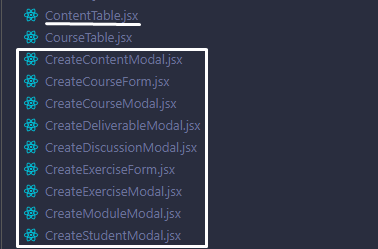 ContentTable.jsx
CourseTable.jsx
CreateContentModal.jsx
CreateCourseForm.jsx
CreateCourseModal.jsx
CreateDeliverableModal.jsx
CreateDiscussionModal.jsx
CreateExerciseForm.jsx
CreateExerciseModal.jsx
CreateModuleModal.jsx
CreateStudentModal.jsx